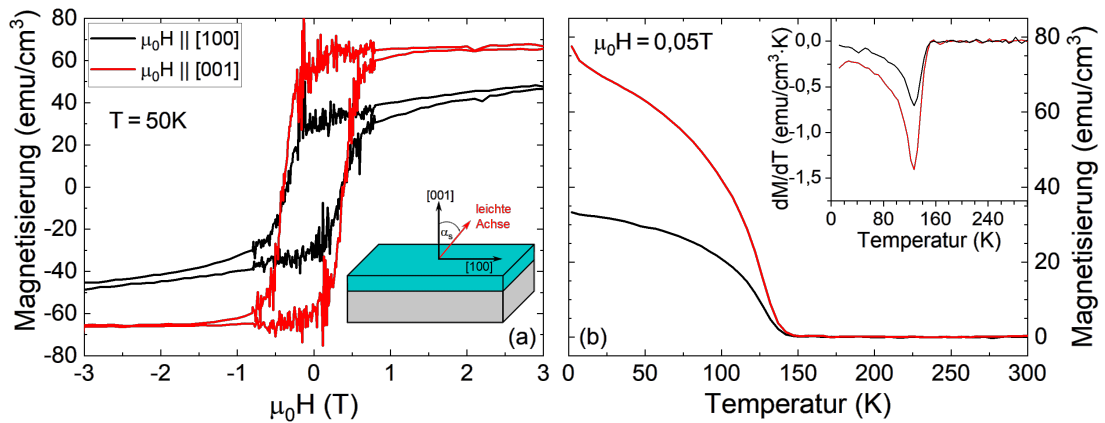 80
60
40
20
0
-20
-40
-60
-80
Magnetisierung (emu/cm³)
μ₀H || [100]
μ₀H || [001]
T = 50K
[001]
αₛ
leichte
Achse
[100]
(a)
-3 -2 -1 0 1 2 3
μ₀H (T)
μ₀H = 0,05T
0,0
-0,5
-1,0
-1,5
dM/dT (emu/cm³·K)
0 80 160 240
Temperatur (K)
(b)
80
60
40
20
0
Magnetisierung (emu/cm³)
0 50 100 150 200 250 300
Temperatur (K)